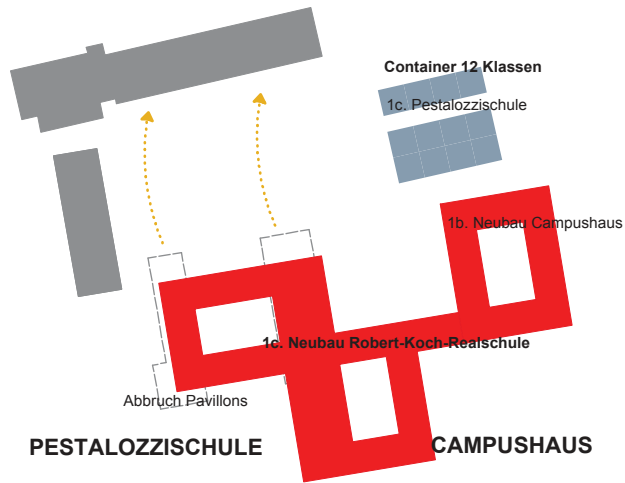 Container 12 Klassen
1c. Pestalozzischule
1b. Neubau Campushaus
1c. Neubau Robert-Koch-Realschule
Abbruch Pavillons
PESTALOZZISCHULE
CAMPUSHAUS